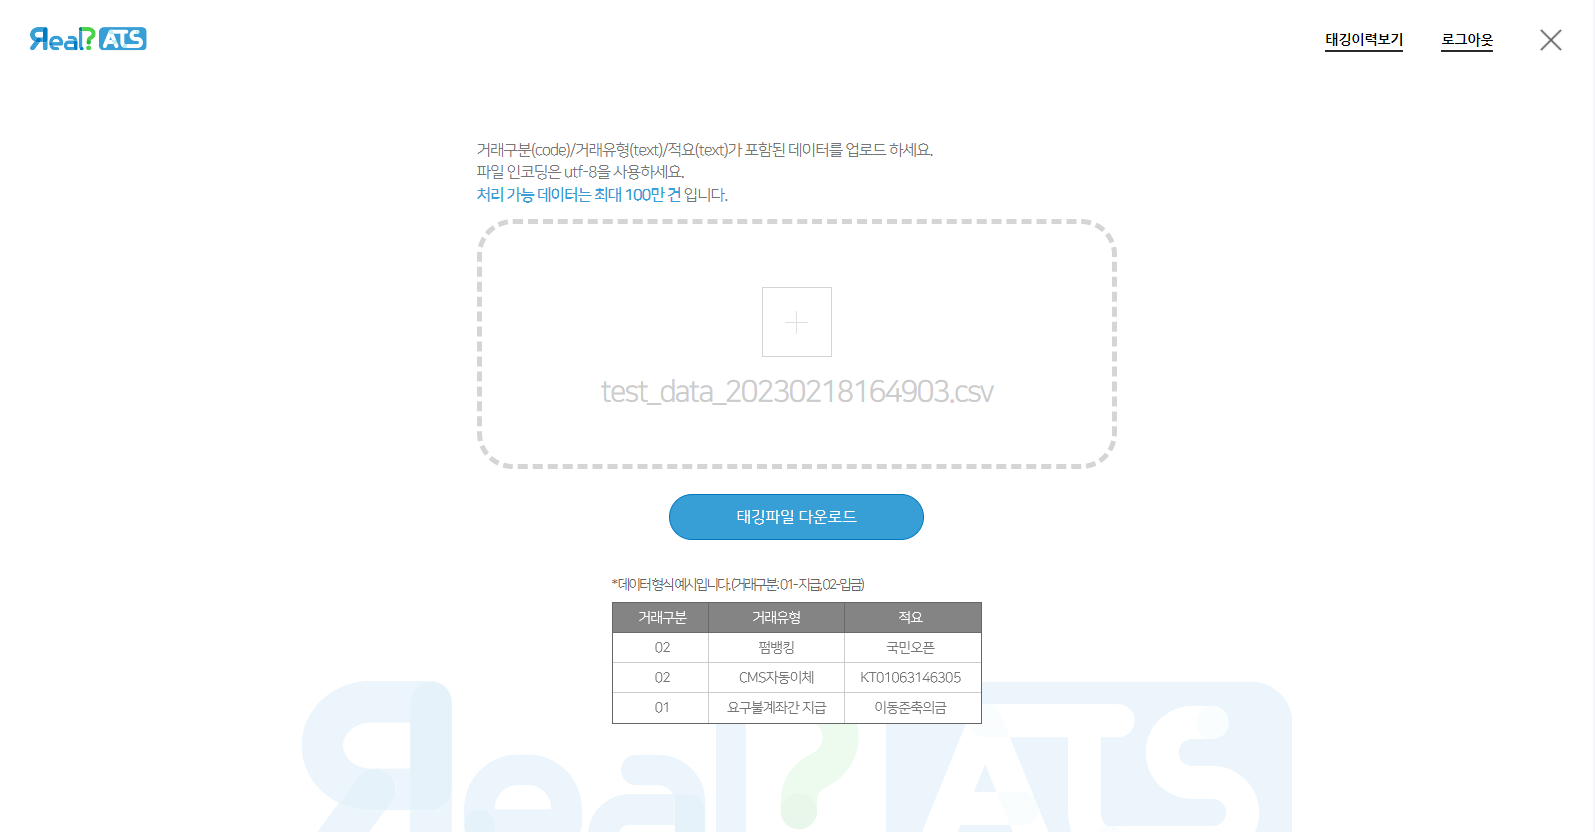 Real? ATS
태깅이력보기 로그아웃
거래구분(code)/거래유형(text)/적요(text)가 포함된 데이터를 업로드 하세요.
파일 인코딩은 utf-8을 사용하세요.
처리 가능 데이터는 최대 100만 건 입니다.
test_data_20230218164903.csv
태깅파일 다운로드
*데이터 형식 예시입니다.(거래구분: 01-지급, 02-입금)
거래구분 거래유형 적요
02 펌뱅킹 국민오픈
02 CMS자동이체 KT01063146305
01 요구불계좌간 지급 이동준축의금
Real? ATS